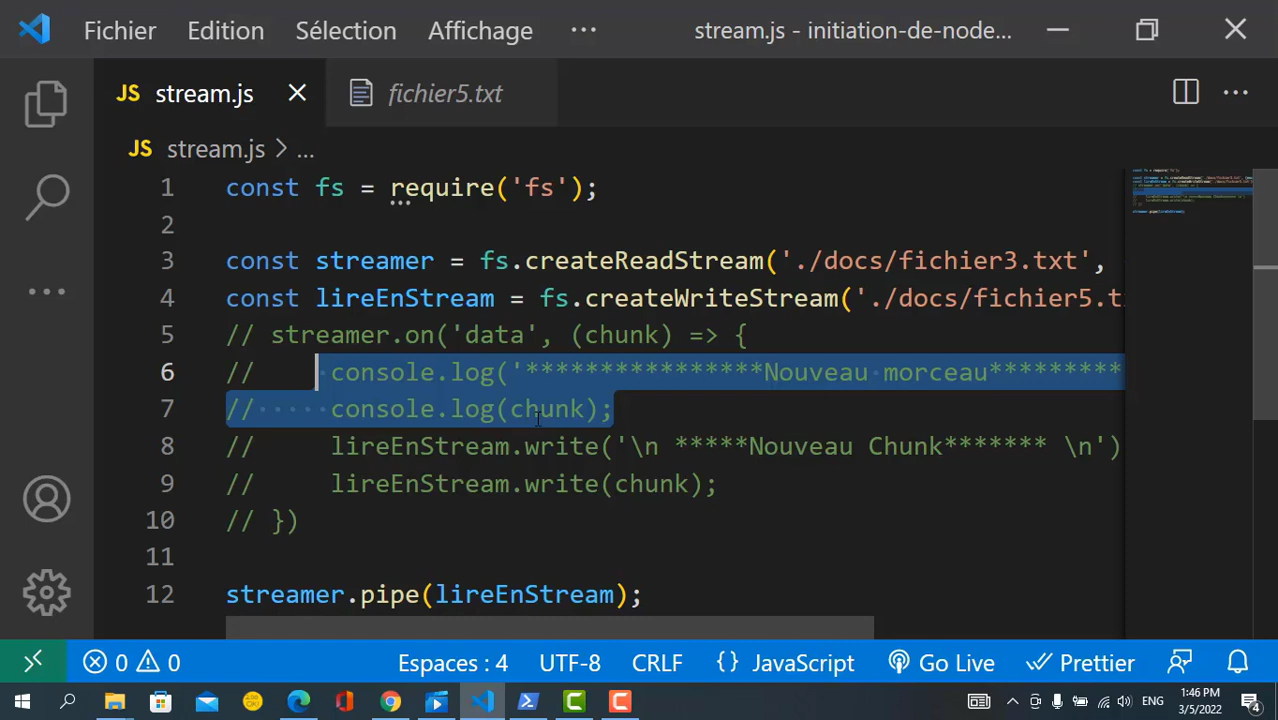 Fichier Edition Sélection Affichage ··· stream.js - initiation-de-node...
JS stream.js × fichier5.txt ···
JS stream.js > ...
1 const fs = require('fs');
2
3 const streamer = fs.createReadStream('./docs/fichier3.txt',
4 const lireEnStream = fs.createWriteStream('./docs/fichier5.t
5 // streamer.on('data', (chunk) => {
6 // console.log('****************Nouveau morceau*********
7 // console.log(chunk);
8 // lireEnStream.write('\n *****Nouveau Chunk******* \n')
9 // lireEnStream.write(chunk);
10 // })
11
12 streamer.pipe(lireEnStream);
0 0 Espaces : 4 UTF-8 CRLF {} JavaScript Go Live Prettier
ENG 1:46 PM
3/5/2022 4